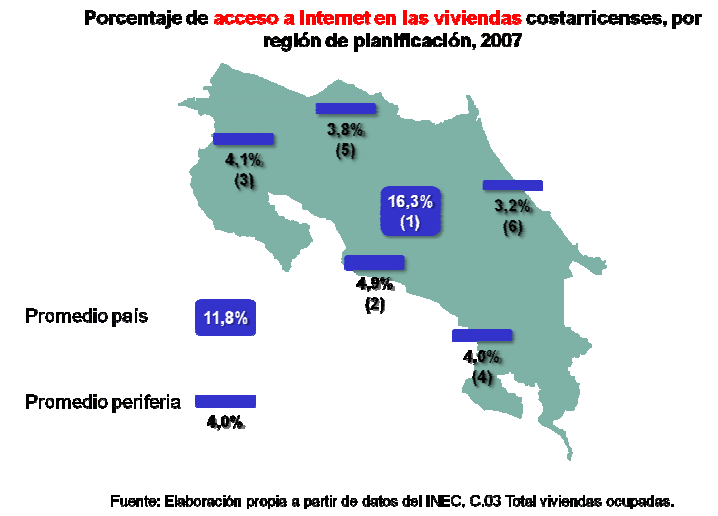 Porcentaje de acceso a Internet en las viviendas costarricenses, por
región de planificación, 2007
3,8%
(5)
4,1%
(3)
16,3%
(1)
3,2%
(6)
4,9%
(2)
Promedio país
11,8%
4,0%
(4)
Promedio periferia
4,0%
Fuente: Elaboración propia a partir de datos del INEC, C.03 Total viviendas ocupadas.